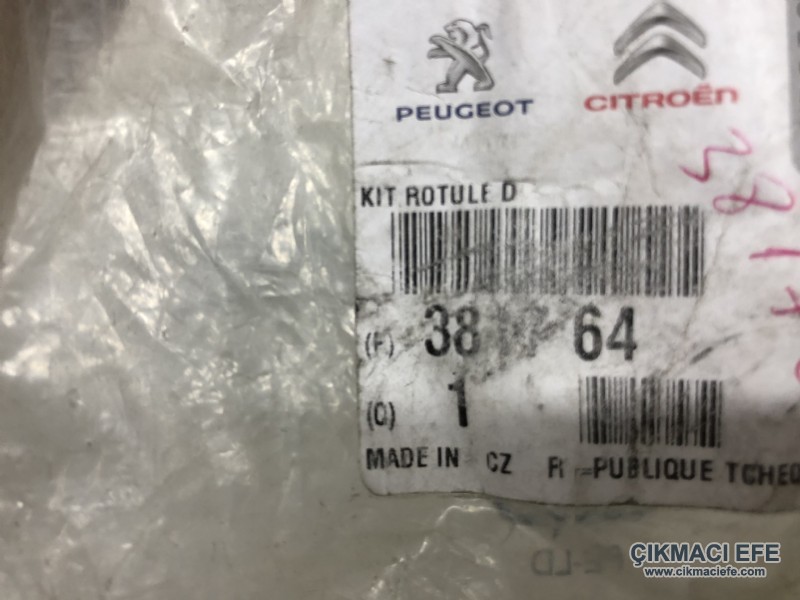 PEUGEOT CITROËN
KIT ROTULE D
(P) 38 64
(Q) 1
MADE IN CZ R PUBLIQUE TCHEQ
ÇIKMACI EFE
www.cikmaciefe.com